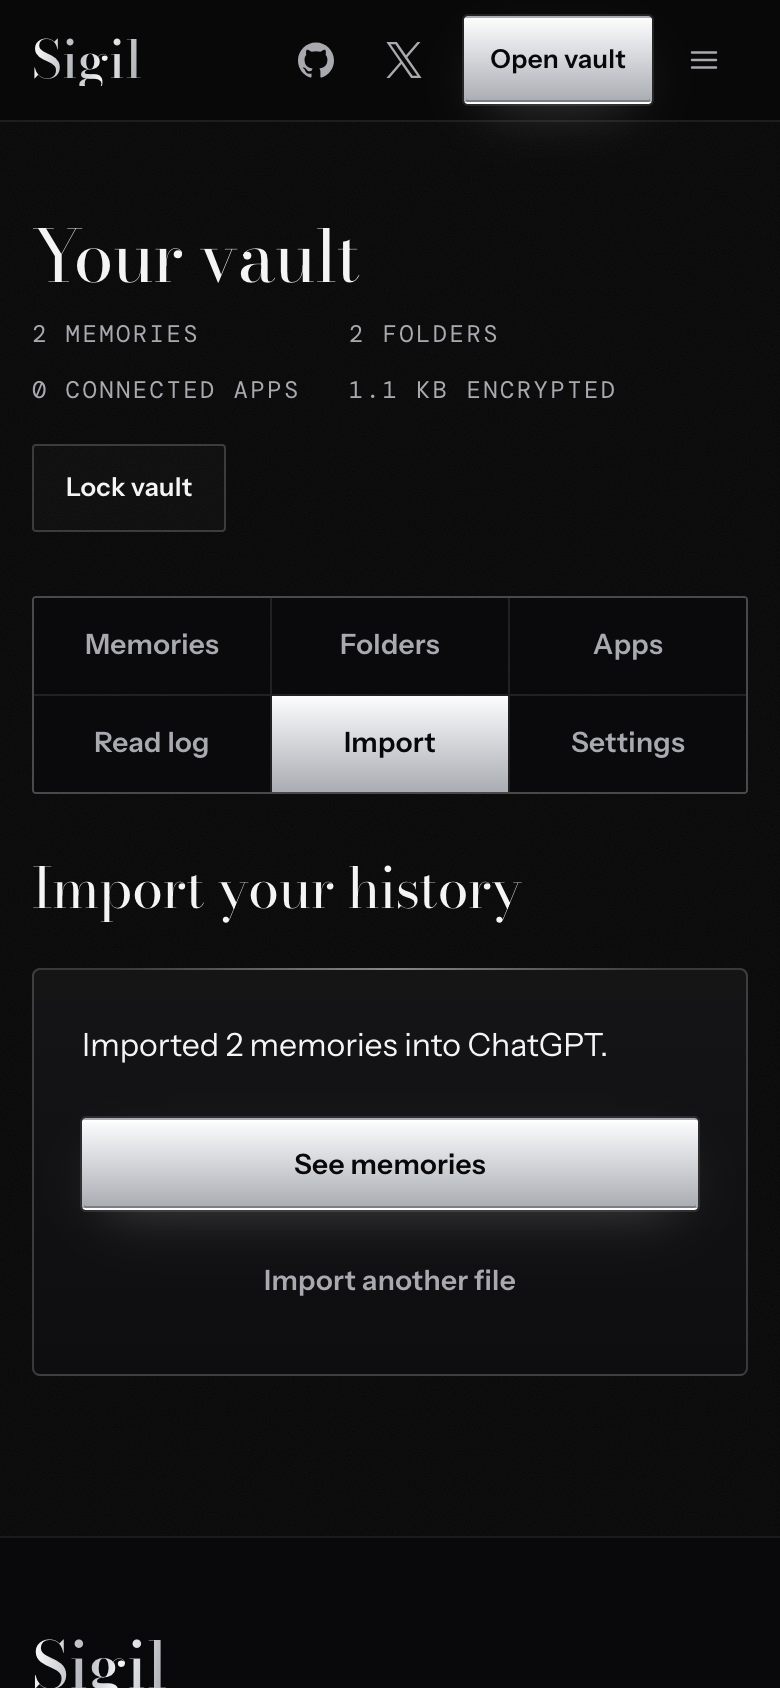 Sigil
Open vault
Your vault
2 MEMORIES 2 FOLDERS
0 CONNECTED APPS 1.1 KB ENCRYPTED
Lock vault
Memories Folders Apps
Read log Import Settings
Import your history
Imported 2 memories into ChatGPT.
See memories
Import another file
Sigil